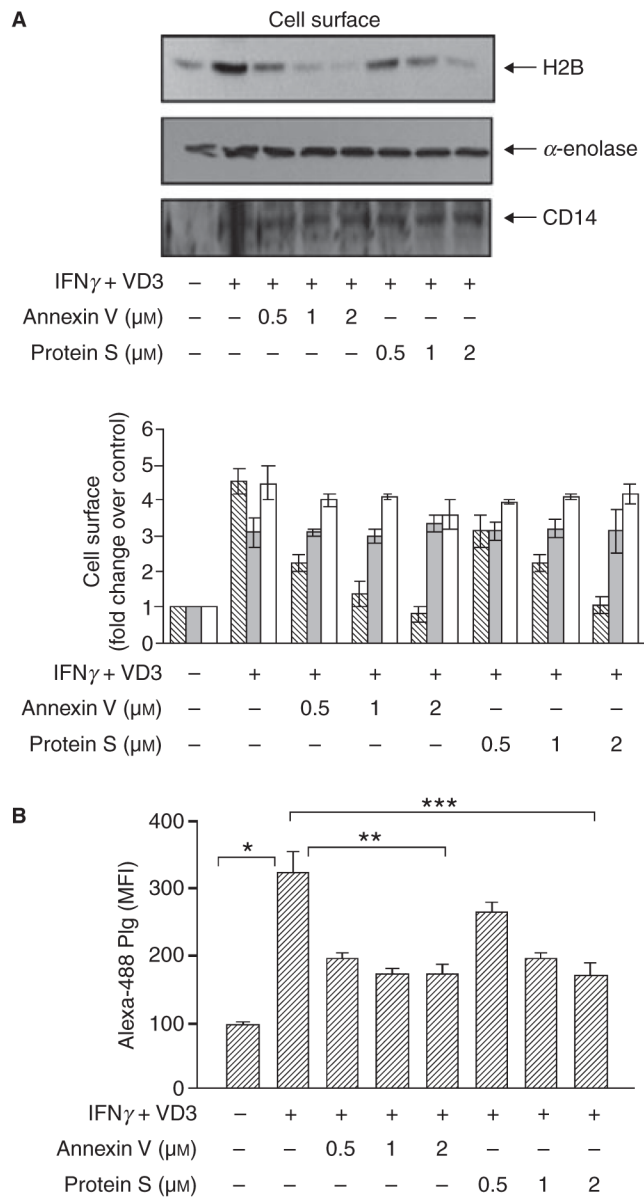 A
Cell surface
H2B
α-enolase
CD14
IFNγ + VD3 – + + + + + + +
Annexin V (μM) – – 0.5 1 2 – – –
Protein S (μM) – – – – – 0.5 1 2
Cell surface
(fold change over control)
6
5
4
3
2
1
0
IFNγ + VD3 – + + + + + + +
Annexin V (μM) – – 0.5 1 2 – – –
Protein S (μM) – – – – – 0.5 1 2
B
Alexa-488 Plg (MFI)
400
300
200
100
0
***
* **
IFNγ + VD3 – + + + + + + +
Annexin V (μM) – – 0.5 1 2 – – –
Protein S (μM) – – – – – 0.5 1 2